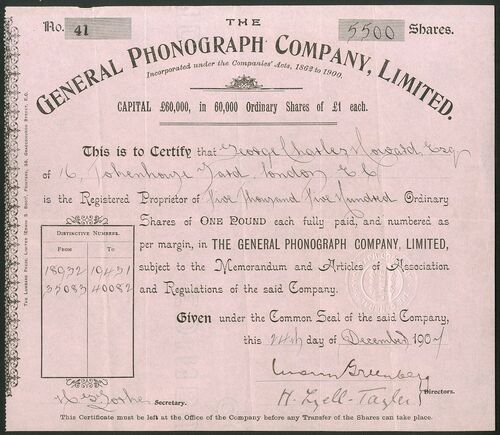 THE
No. 41
5500 Shares.
GENERAL PHONOGRAPH COMPANY, LIMITED.
Incorporated under the Companies' Acts, 1862 to 1900.
CAPITAL £60,000, in 60,000 Ordinary Shares of £1 each.
This is to Certify that George Charles Howard Esq
of 16, Tokenhouse Yard, London E C
is the Registered Proprietor of Five Thousand Five Hundred Ordinary
Shares of ONE POUND each fully paid, and numbered as
per margin, in THE GENERAL PHONOGRAPH COMPANY, LIMITED,
subject to the Memorandum and Articles of Association
and Regulations of the said Company.
DISTINCTIVE NUMBERS.
FROM TO
18932 19431
35083 40082
Given under the Common Seal of the said Company,
this 24th day of December 1904
Greenberg
H. Lyell-Tayler
Directors.
Secretary.
This Certificate must be left at the Office of the Company before any Transfer of the Shares can take place.